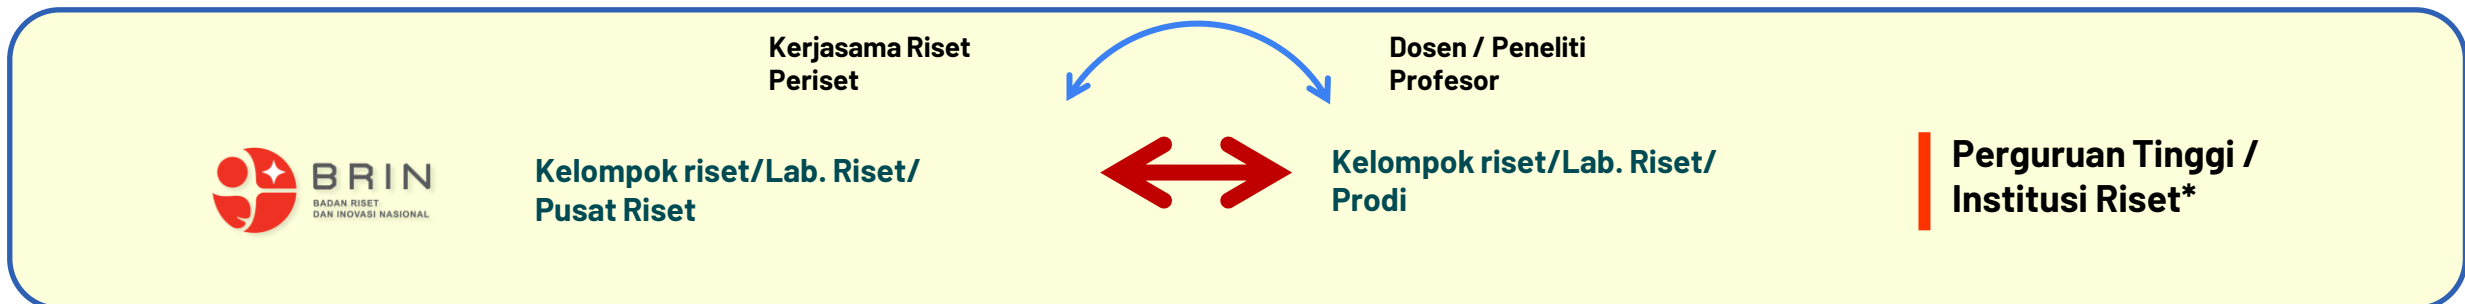 Kerjasama Riset
Periset
Dosen / Peneliti
Profesor
BRIN
BADAN RISET
DAN INOVASI NASIONAL
Kelompok riset/Lab. Riset/
Pusat Riset
Kelompok riset/Lab. Riset/
Prodi
Perguruan Tinggi /
Institusi Riset*